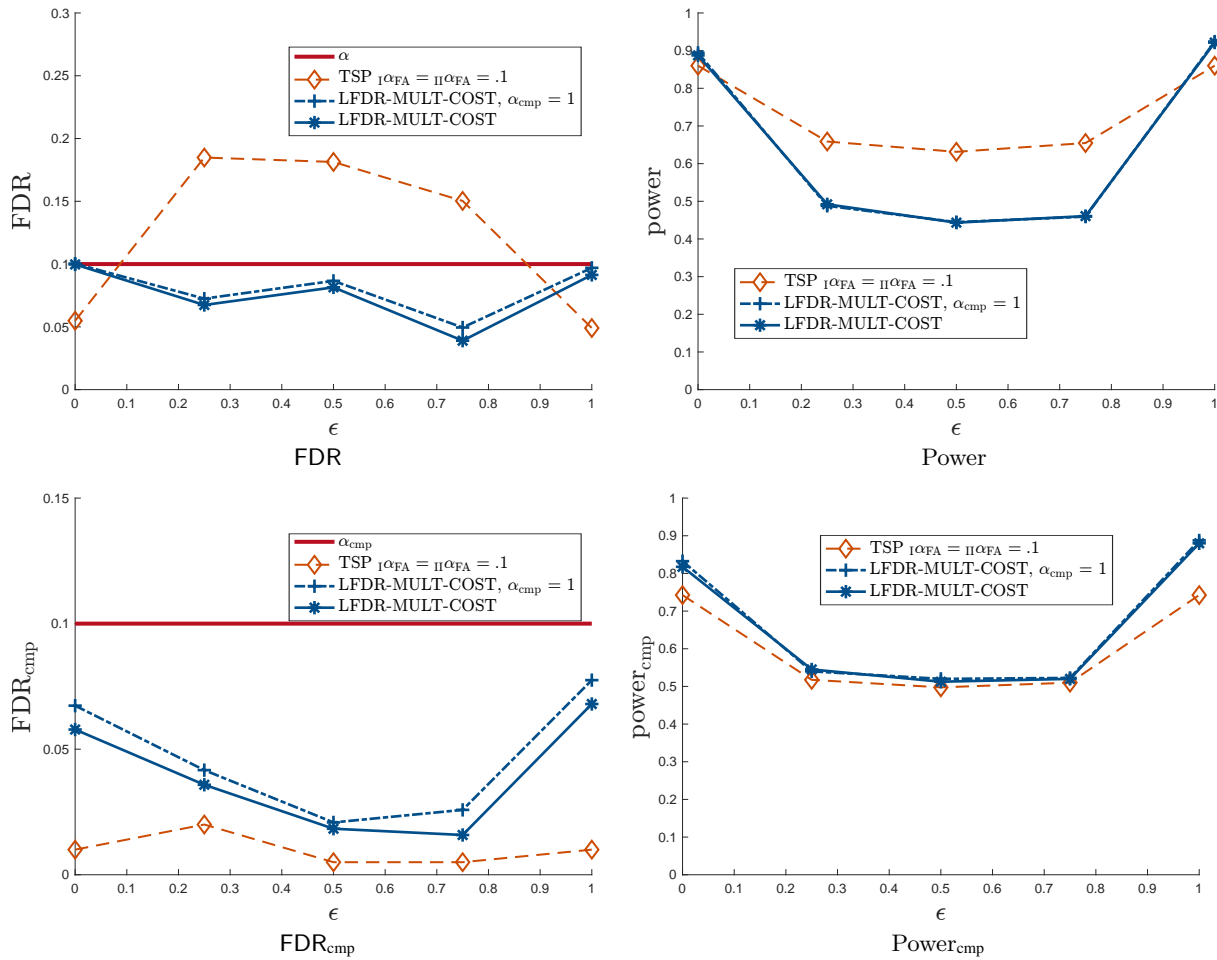 0.3
0.25
0.2
0.15
0.1
0.05
0
FDR
α
TSP IαFA = IIαFA = .1
LFDR-MULT-COST, αcmp = 1
LFDR-MULT-COST
0 0.1 0.2 0.3 0.4 0.5 0.6 0.7 0.8 0.9 1
ϵ
FDR
1
0.9
0.8
0.7
0.6
0.5
0.4
0.3
0.2
0.1
0
power
TSP IαFA = IIαFA = .1
LFDR-MULT-COST, αcmp = 1
LFDR-MULT-COST
0 0.1 0.2 0.3 0.4 0.5 0.6 0.7 0.8 0.9 1
ϵ
Power
0.15
0.1
0.05
0
FDRcmp
αcmp
TSP IαFA = IIαFA = .1
LFDR-MULT-COST, αcmp = 1
LFDR-MULT-COST
0 0.1 0.2 0.3 0.4 0.5 0.6 0.7 0.8 0.9 1
ϵ
FDRcmp
1
0.9
0.8
0.7
0.6
0.5
0.4
0.3
0.2
0.1
0
powercmp
TSP IαFA = IIαFA = .1
LFDR-MULT-COST, αcmp = 1
LFDR-MULT-COST
0 0.1 0.2 0.3 0.4 0.5 0.6 0.7 0.8 0.9 1
ϵ
Powercmp